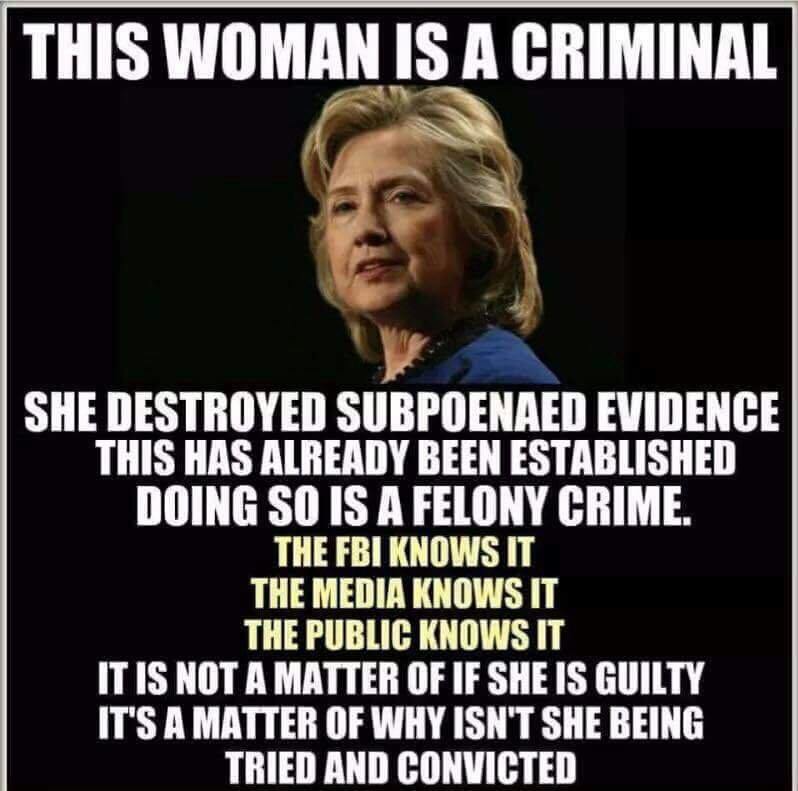 THIS WOMAN IS A CRIMINAL
SHE DESTROYED SUBPOENAED EVIDENCE
THIS HAS ALREADY BEEN ESTABLISHED
DOING SO IS A FELONY CRIME.
THE FBI KNOWS IT
THE MEDIA KNOWS IT
THE PUBLIC KNOWS IT
IT IS NOT A MATTER OF IF SHE IS GUILTY
IT'S A MATTER OF WHY ISN'T SHE BEING
TRIED AND CONVICTED